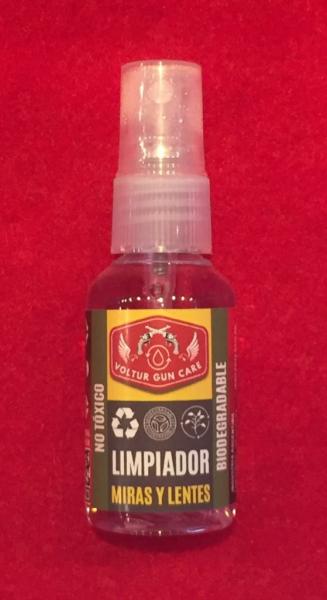 VOLTUR GUN CARE
NO TÓXICO
BIODEGRADABLE
LIMPIADOR
MIRAS Y LENTES